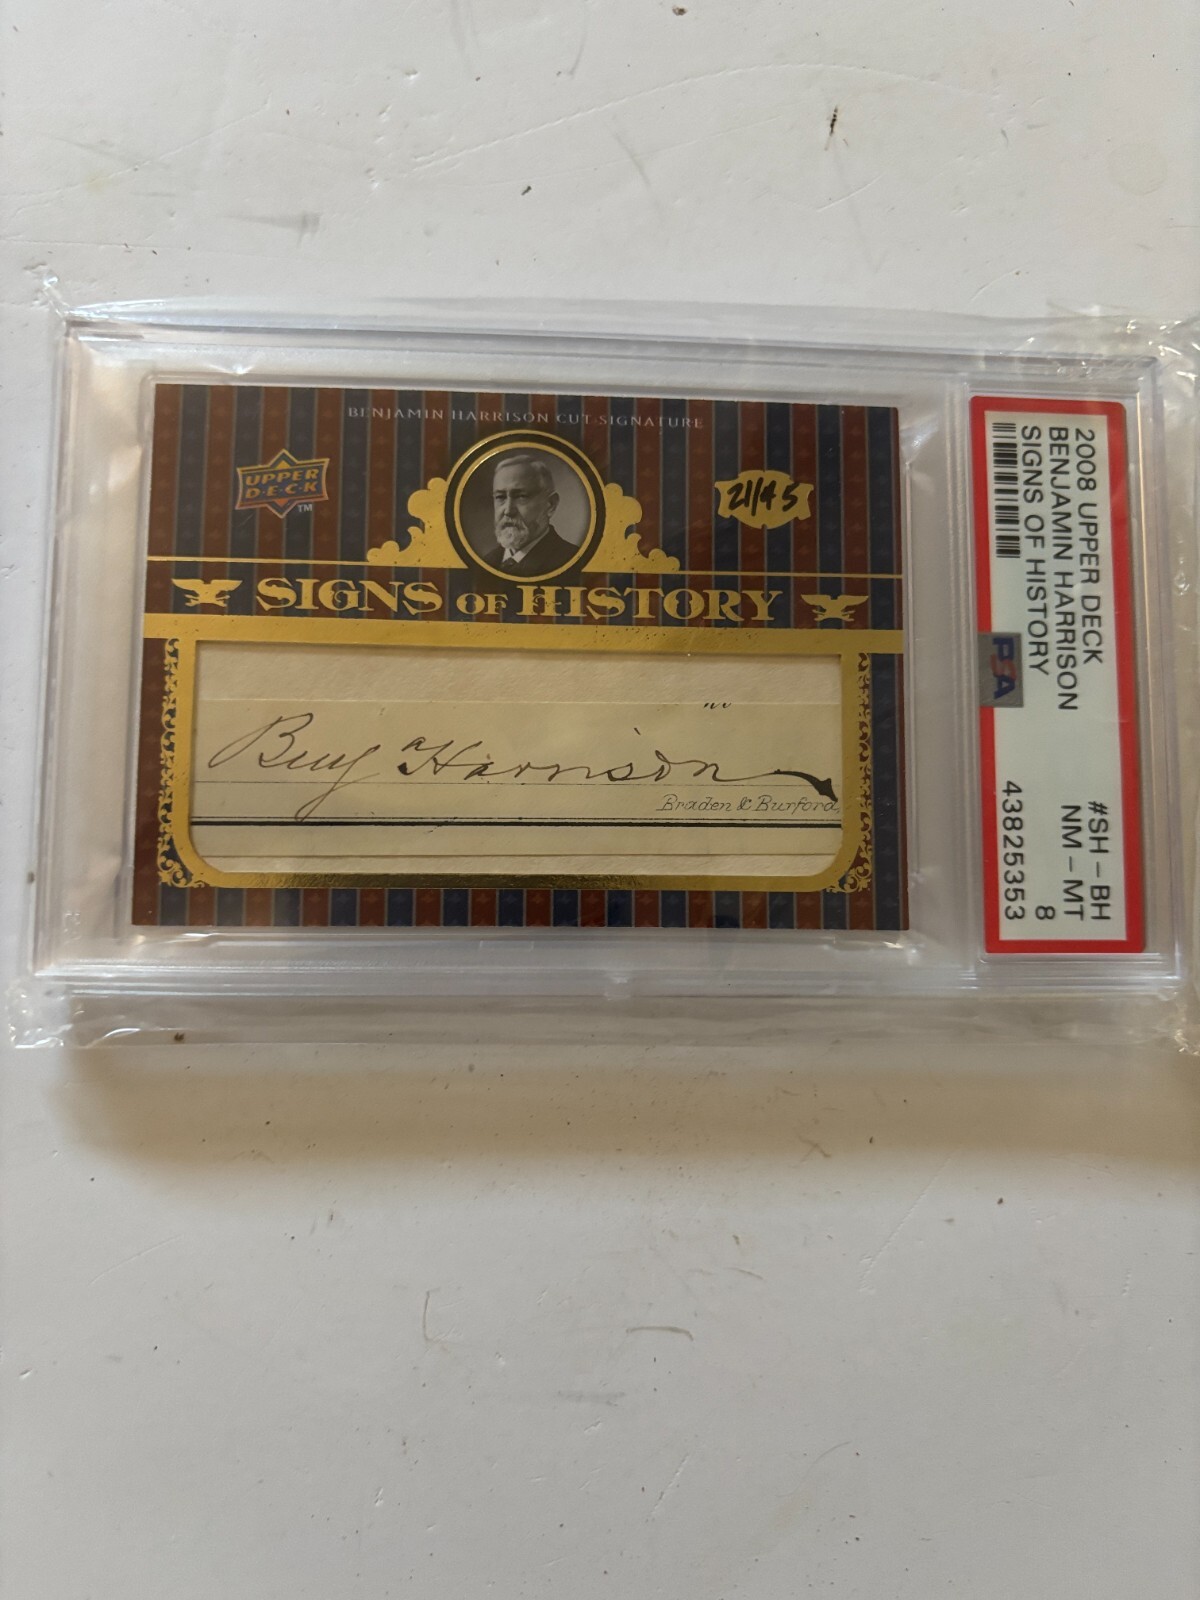 BENJAMIN HARRISON CUT SIGNATURE
UPPER
D·E·C·K
TM
21/45
SIGNS OF HISTORY
Benj Harrison
Braden & Burford,
2008 UPPER DECK #SH-BH
BENJAMIN HARRISON NM-MT
SIGNS OF HISTORY 8
43825353
PSA